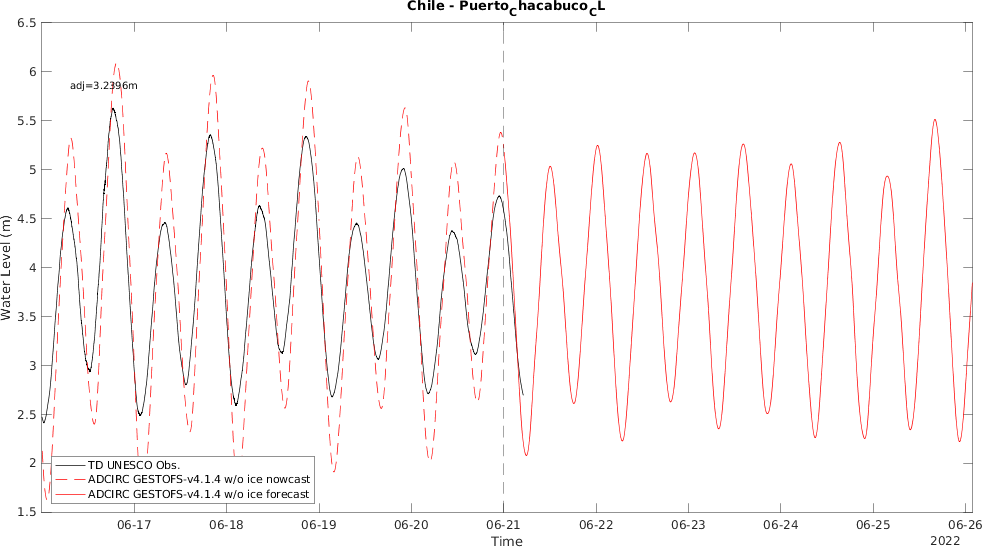 Chile - Puerto_Chacabuco_CL
6.5
6
5.5
5
4.5
4
3.5
3
2.5
2
1.5
Water Level (m)
adj=3.2396m
TD UNESCO Obs.
ADCIRC GESTOFS-v4.1.4 w/o ice nowcast
ADCIRC GESTOFS-v4.1.4 w/o ice forecast
06-17 06-18 06-19 06-20 06-21 06-22 06-23 06-24 06-25 06-26
Time
2022